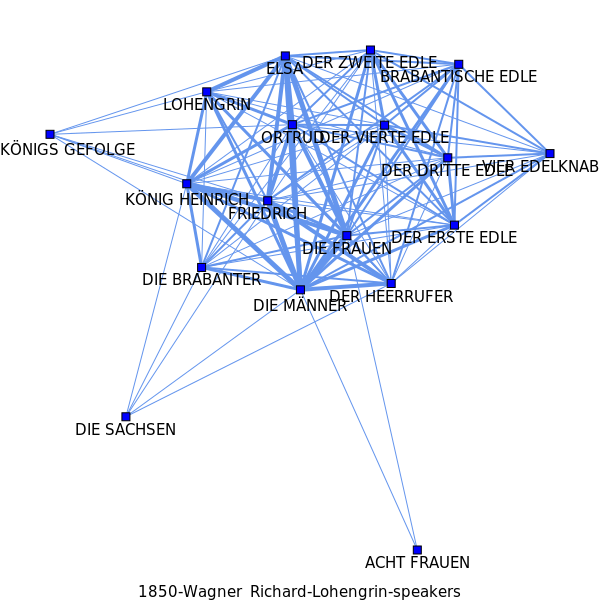 DER ZWEITE EDLE
ELSA
BRABANTISCHE EDLE
LOHENGRIN
ORTRUD
DER VIERTE EDLE
KÖNIGS GEFOLGE
DER DRITTE EDLE
VIER EDELKNAB
KÖNIG HEINRICH
FRIEDRICH
DIE FRAUEN
DER ERSTE EDLE
DIE BRABANTER
DIE MÄNNER
DER HEERRUFER
DIE SACHSEN
ACHT FRAUEN
1850-Wagner Richard-Lohengrin-speakers